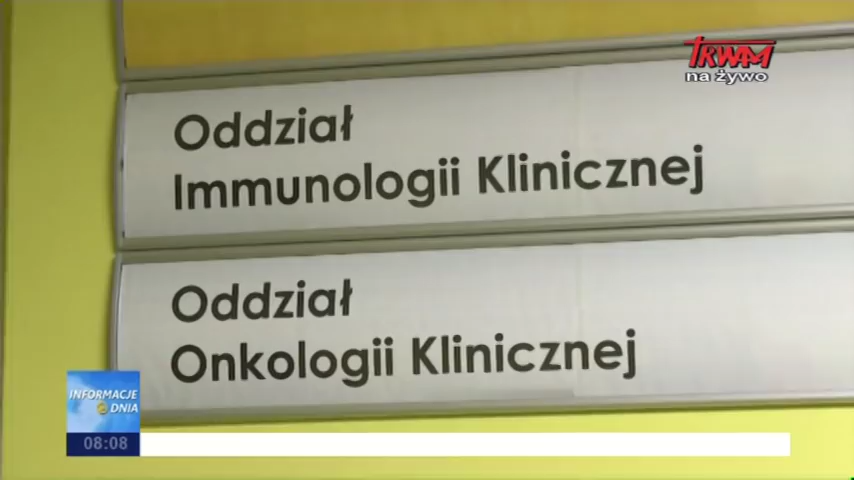 TRWAM
na żywo
Oddział
Immunologii Klinicznej
Oddział
Onkologii Klinicznej
INFORMACJE
DNIA
08:08